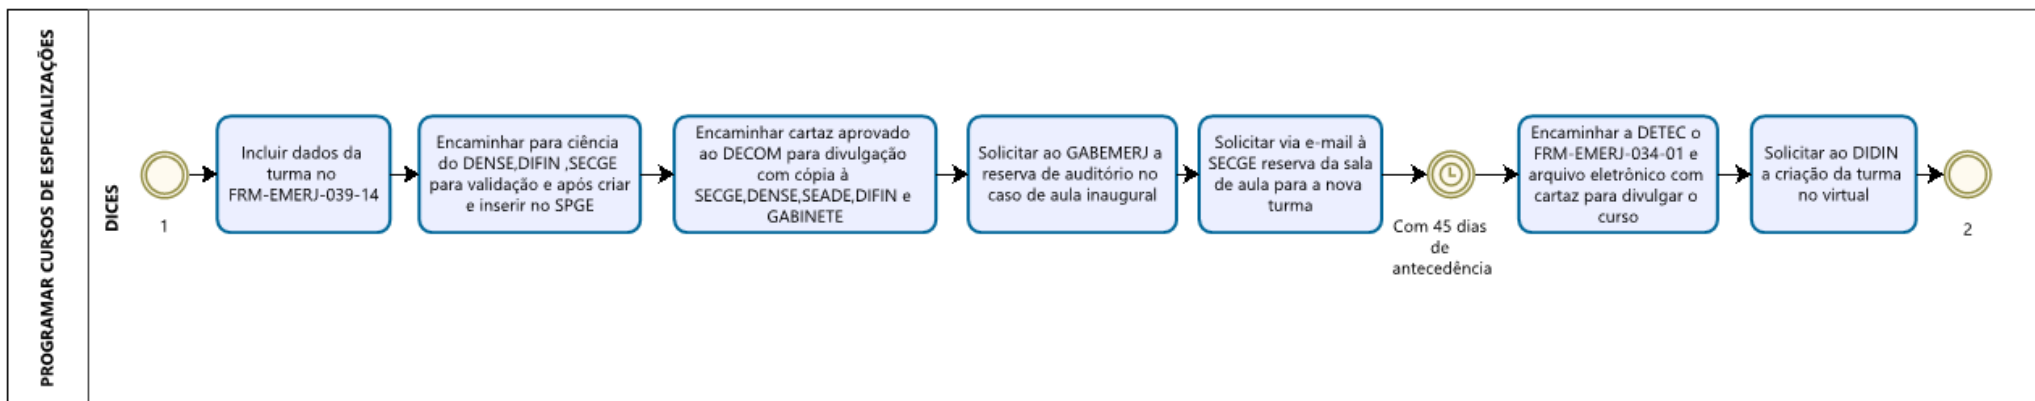 PROGRAMAR CURSOS DE ESPECIALIZAÇÕES
DICES
1
Incluir dados da
turma no
FRM-EMERJ-039-14
Encaminhar para ciência
do DENSE,DIFIN ,SECGE
para validação e após criar
e inserir no SPGE
Encaminhar cartaz aprovado
ao DECOM para divulgação
com cópia à
SECGE,DENSE,SEADE,DIFIN e
GABINETE
Solicitar ao GABEMERJ a
reserva de auditório no
caso de aula inaugural
Solicitar via e-mail à
SECGE reserva da sala
de aula para a nova
turma
Com 45 dias
de
antecedência
Encaminhar a DETEC o
FRM-EMERJ-034-01 e
arquivo eletrônico com
cartaz para divulgar o
curso
Solicitar ao DIDIN
a criação da turma
no virtual
2